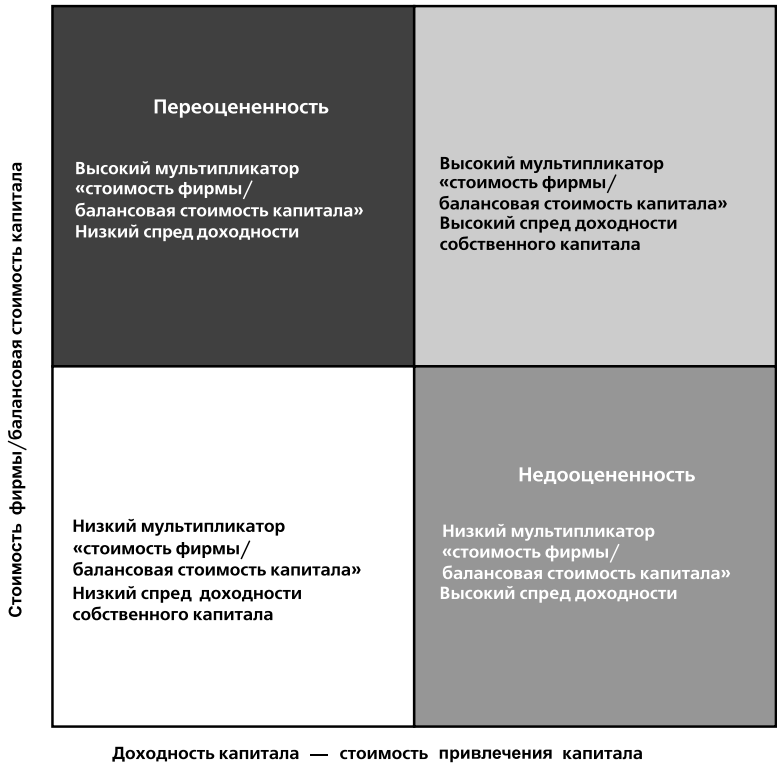 Стоимость фирмы/балансовая стоимость капитала
Переоцененность
Высокий мультипликатор
«стоимость фирмы/
балансовая стоимость капитала»
Низкий спред доходности
Высокий мультипликатор
«стоимость фирмы/
балансовая стоимость капитала»
Высокий спред доходности
собственного капитала
Низкий мультипликатор
«стоимость фирмы/
балансовая стоимость капитала»
Низкий спред доходности
собственного капитала
Недооцененность
Низкий мультипликатор
«стоимость фирмы/
балансовая стоимость капитала»
Высокий спред доходности
Доходность капитала — стоимость привлечения капитала